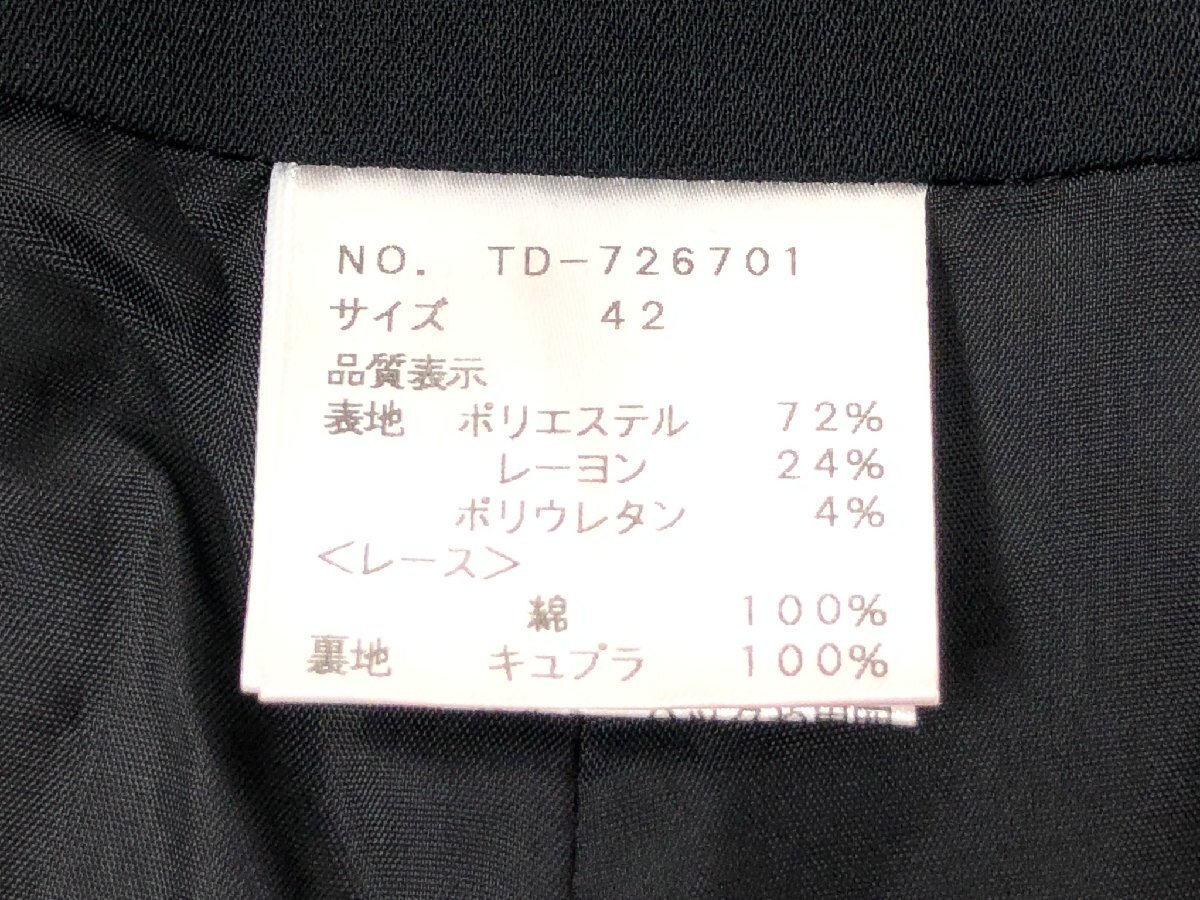 NO. TD-726701
サイズ 42
品質表示
表地 ポリエステル 72%
レーヨン 24%
ポリウレタン 4%
<レース>
綿 100%
裏地 キュプラ 100%